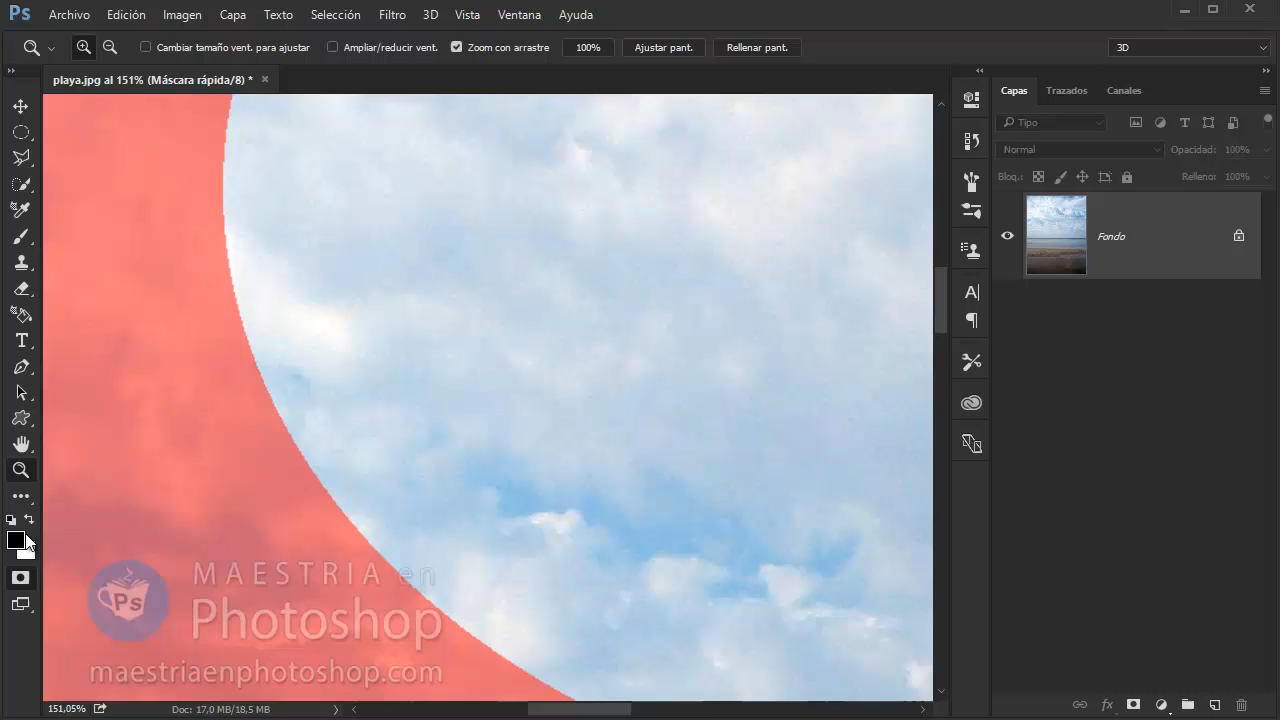 Ps Archivo Edición Imagen Capa Texto Selección Filtro 3D Vista Ventana Ayuda
Cambiar tamaño vent. para ajustar Ampliar/reducir vent. Zoom con arrastre 100% Ajustar pant. Rellenar pant. 3D
playa.jpg al 151% (Máscara rápida/8) *
Capas Trazados Canales
Tipo
Normal Opacidad: 100%
Bloq.: Relleno: 100%
Fondo
MAESTRIA en
Ps Photoshop
maestriaenphotoshop.com
151,05% Doc: 17,0 MB/18,5 MB